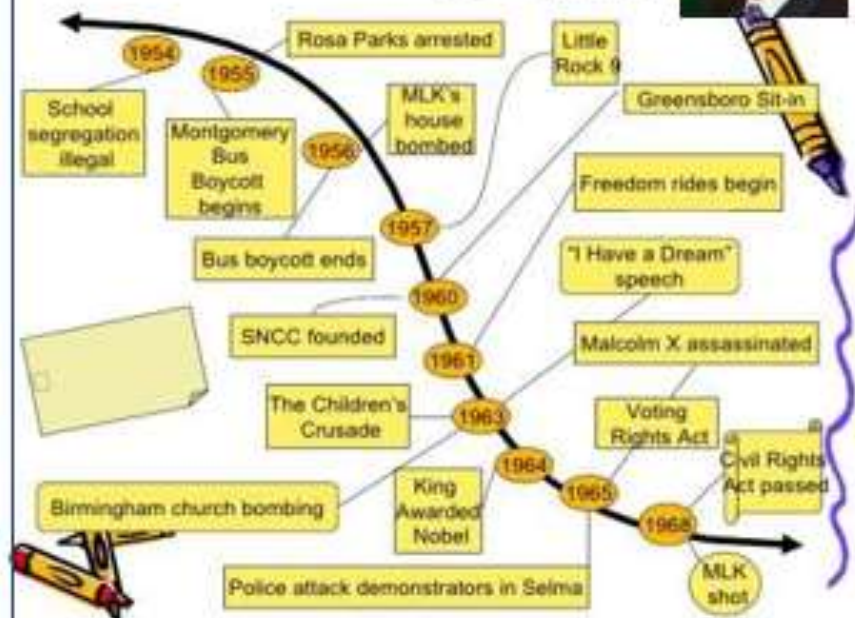 1954
School
segregation
illegal
1955
Rosa Parks arrested
Montgomery
Bus
Boycott
begins
1956
MLK's
house
bombed
Bus boycott ends
1957
Little
Rock 9
1960
Greensboro Sit-in
SNCC founded
1961
Freedom rides begin
1963
"I Have a Dream"
speech
The Children's
Crusade
Birmingham church bombing
1964
King
Awarded
Nobel
1965
Malcolm X assassinated
Voting
Rights Act
Police attack demonstrators in Selma
1968
Civil Rights
Act passed
MLK
shot